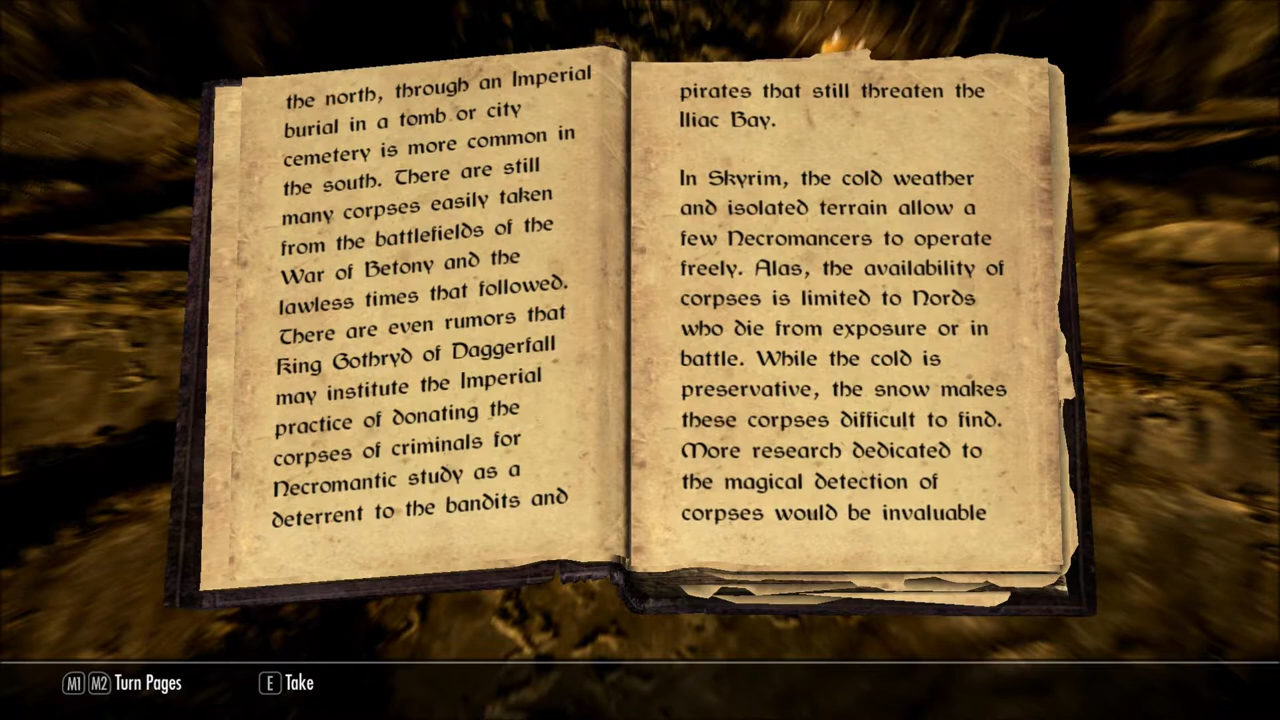 the north, through an Imperial
burial in a tomb or city
cemetery is more common in
the south. There are still
many corpses easily taken
from the battlefields of the
War of Betony and the
lawless times that followed.
There are even rumors that
King Gothryd of Daggerfall
may institute the Imperial
practice of donating the
corpses of criminals for
Necromantic study as a
deterrent to the bandits and
pirates that still threaten the
Iliac Bay.
In Skyrim, the cold weather
and isolated terrain allow a
few Necromancers to operate
freely. Alas, the availability of
corpses is limited to Nords
who die from exposure or in
battle. While the cold is
preservative, the snow makes
these corpses difficult to find.
More research dedicated to
the magical detection of
corpses would be invaluable
M1 M2 Turn Pages
E Take